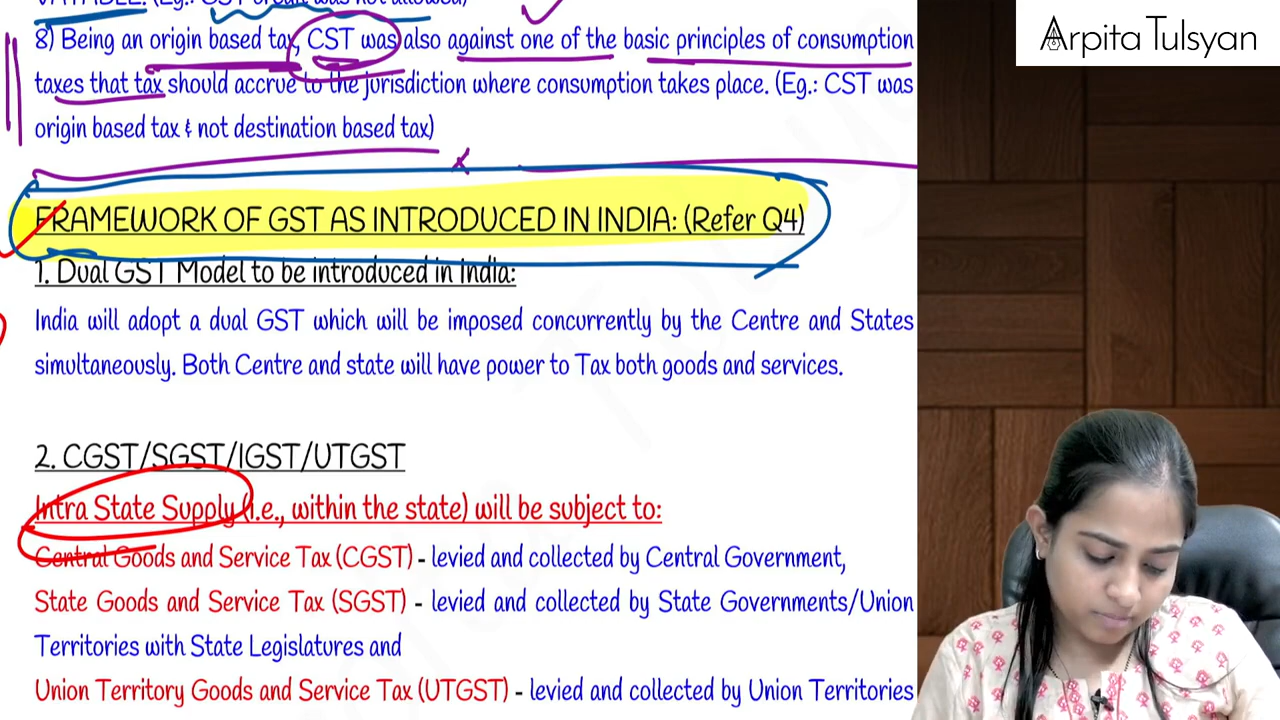 VATABLE. (Eg.: CST credit was not allowed)
8) Being an origin based tax, CST was also against one of the basic principles of consumption
taxes that tax should accrue to the jurisdiction where consumption takes place. (Eg.: CST was
origin based tax & not destination based tax)
FRAMEWORK OF GST AS INTRODUCED IN INDIA: (Refer Q4)
1. Dual GST Model to be introduced in India:
India will adopt a dual GST which will be imposed concurrently by the Centre and States
simultaneously. Both Centre and state will have power to Tax both goods and services.
2. CGST/SGST/IGST/UTGST
Intra State Supply (i.e., within the state) will be subject to:
Central Goods and Service Tax (CGST) - levied and collected by Central Government,
State Goods and Service Tax (SGST) - levied and collected by State Governments/Union
Territories with State Legislatures and
Union Territory Goods and Service Tax (UTGST) - levied and collected by Union Territories
Arpita Tulsyan